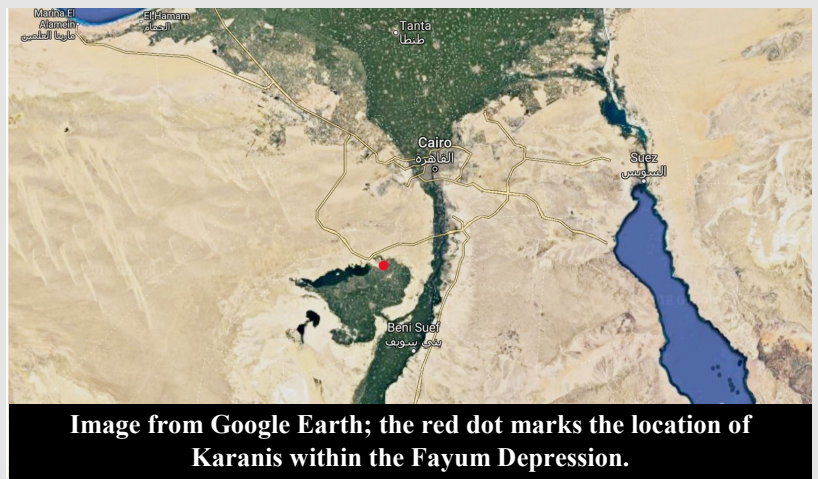 Marina El
Alamein
مارينا العلمين
El Hamam
الحمام
Tanta
طنطا
Cairo
القاهرة
Suez
السويس
Beni Suef
بني سويف
Image from Google Earth; the red dot marks the location of
Karanis within the Fayum Depression.